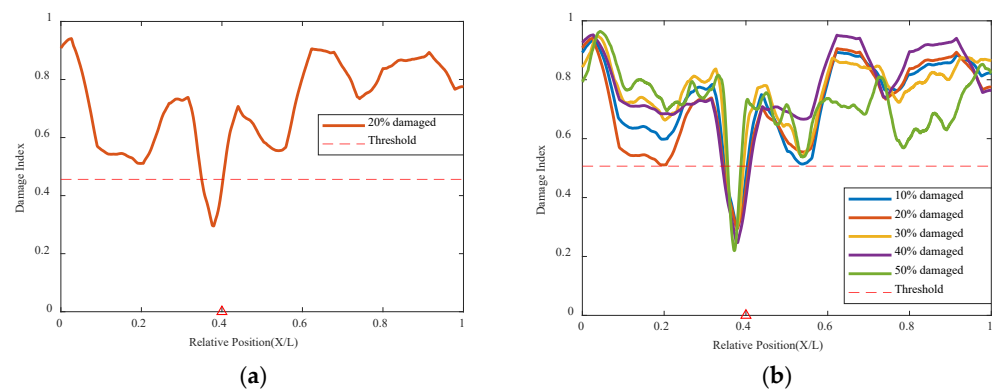 (a)
1
0.8
0.6
0.4
0.2
0
Damage Index
20% damaged
Threshold
0
0.2
0.4
0.6
0.8
1
Relative Position(X/L)
(b)
1
0.8
0.6
0.4
0.2
0
Damage Index
10% damaged
20% damaged
30% damaged
40% damaged
50% damaged
Threshold
0
0.2
0.4
0.6
0.8
1
Relative Position(X/L)
(a)
(b)